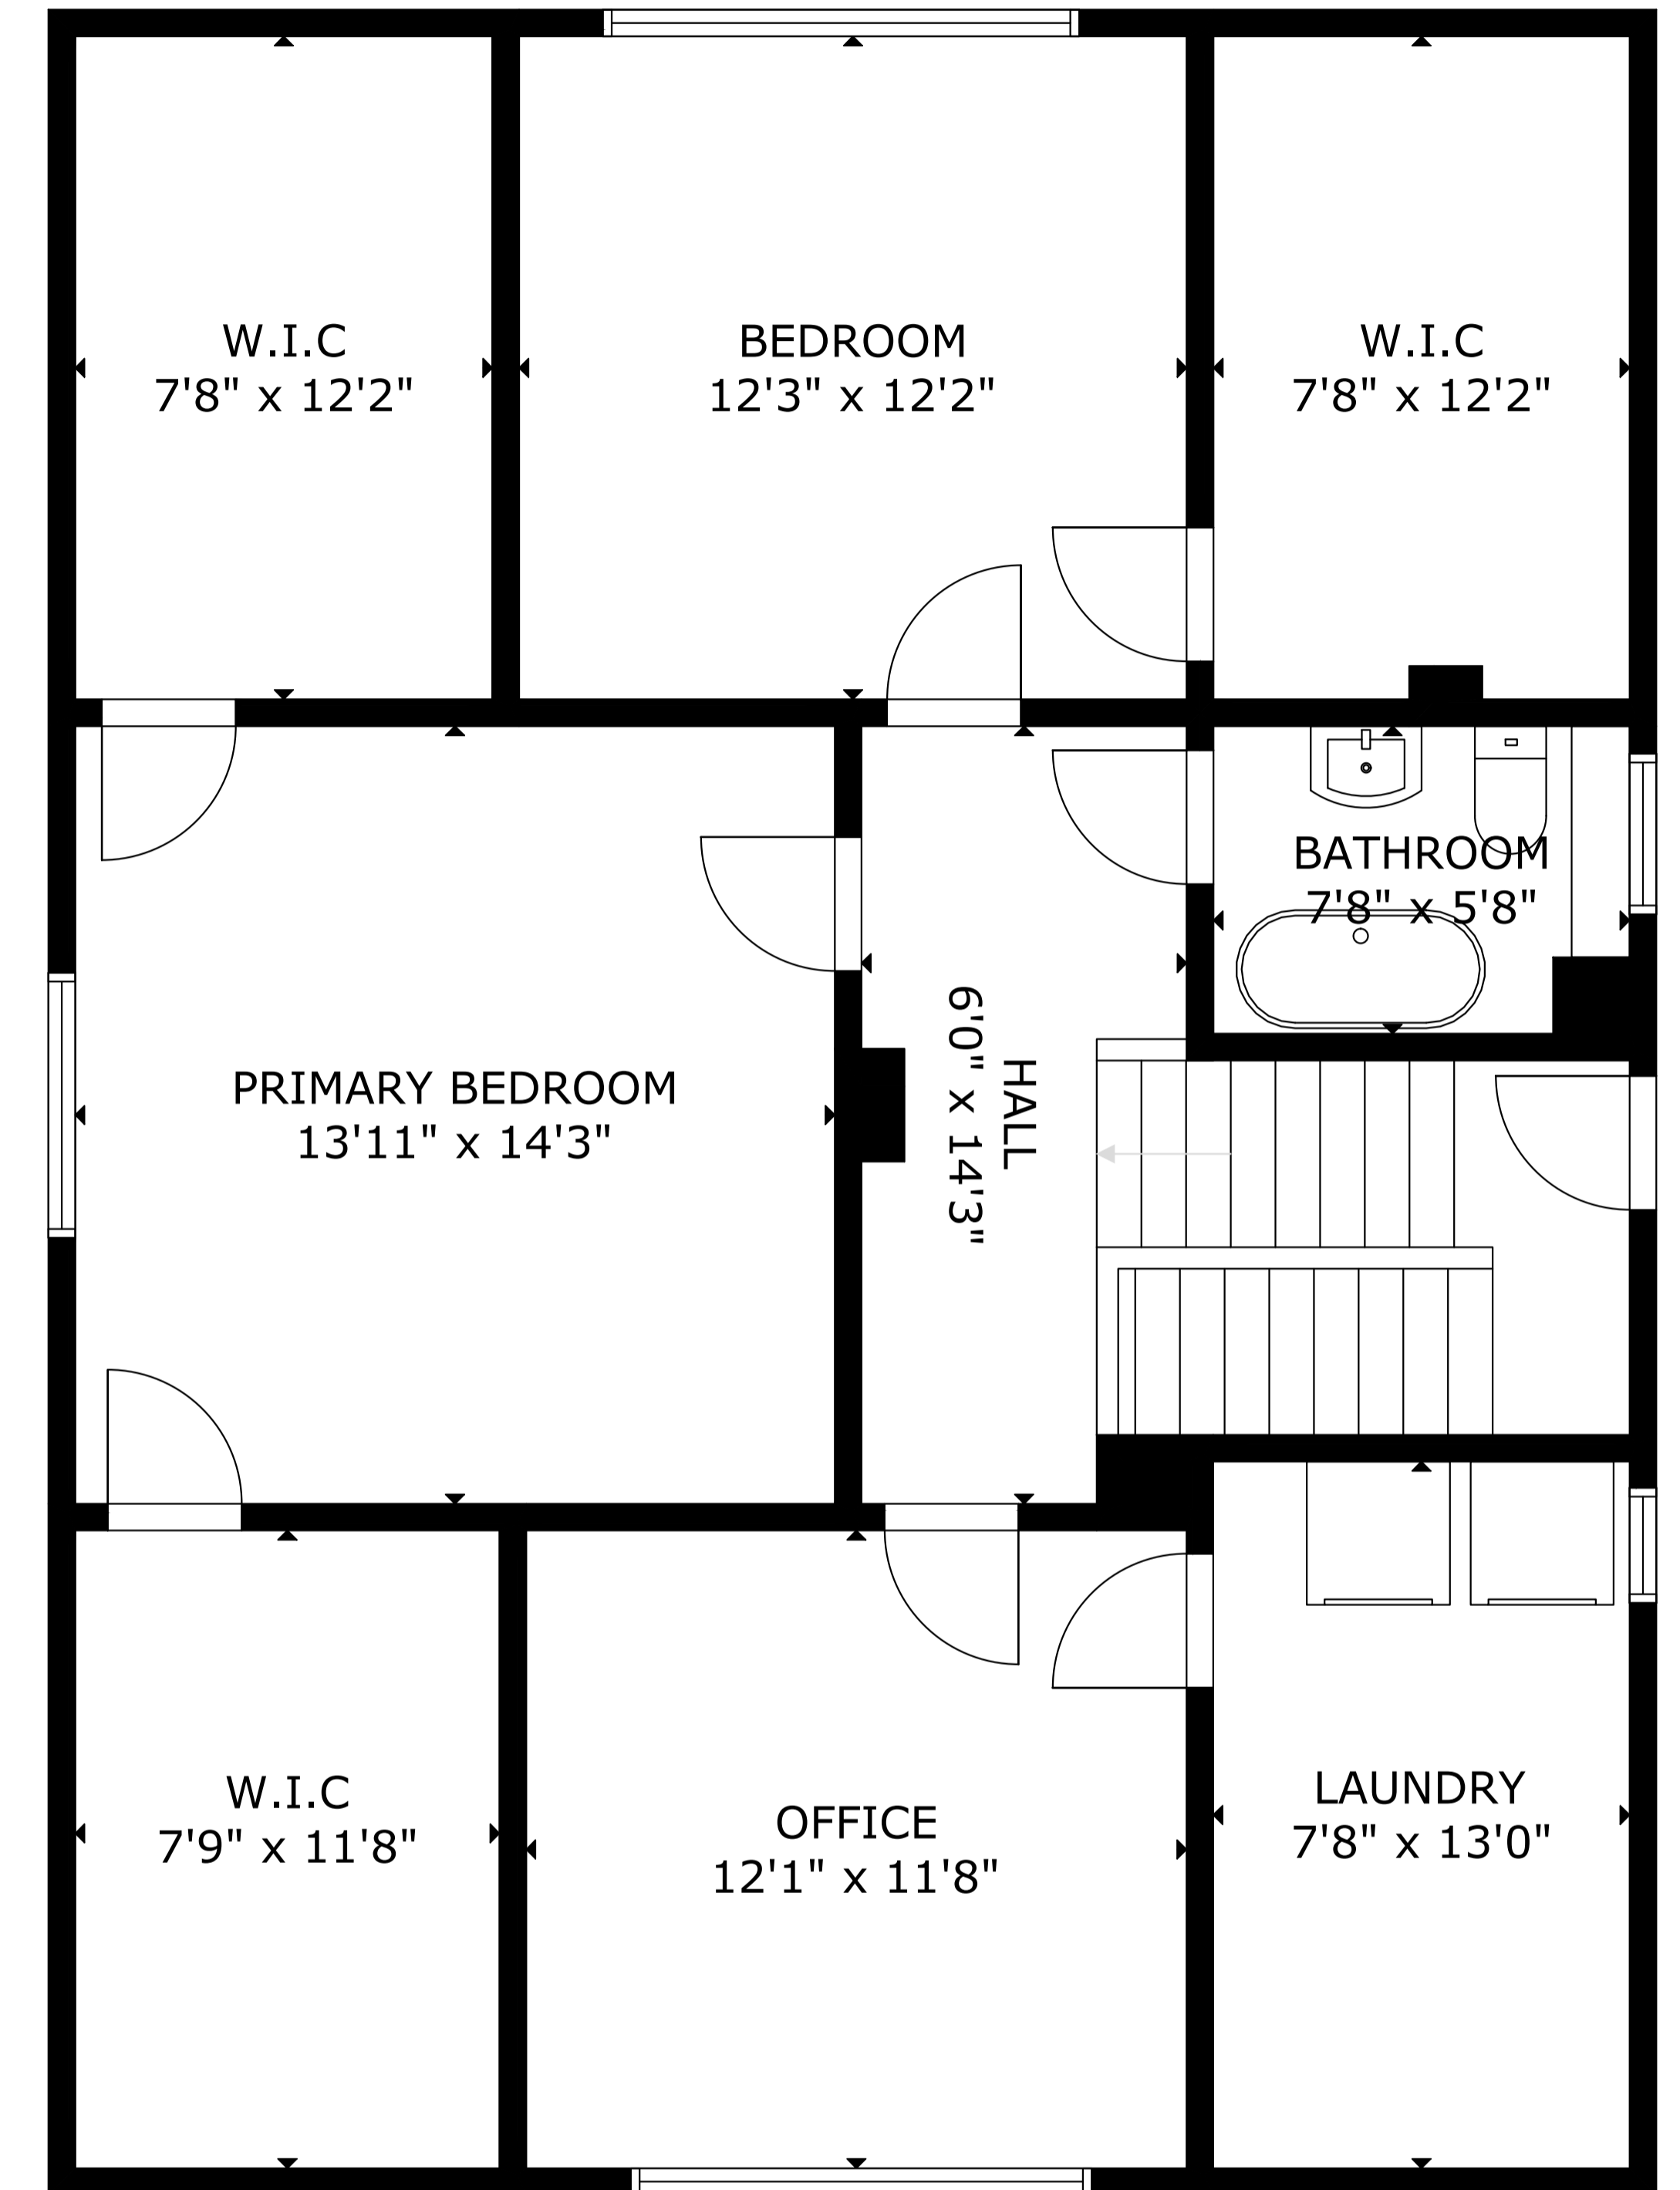 W.I.C
7'8" x 12'2"
BEDROOM
12'3" x 12'2"
W.I.C
7'8" x 12'2"
BATHROOM
7'8" x 5'8"
PRIMARY BEDROOM
13'11" x 14'3"
HALL
6'0" x 14'3"
W.I.C
7'9" x 11'8"
OFFICE
12'1" x 11'8"
LAUNDRY
7'8" x 13'0"